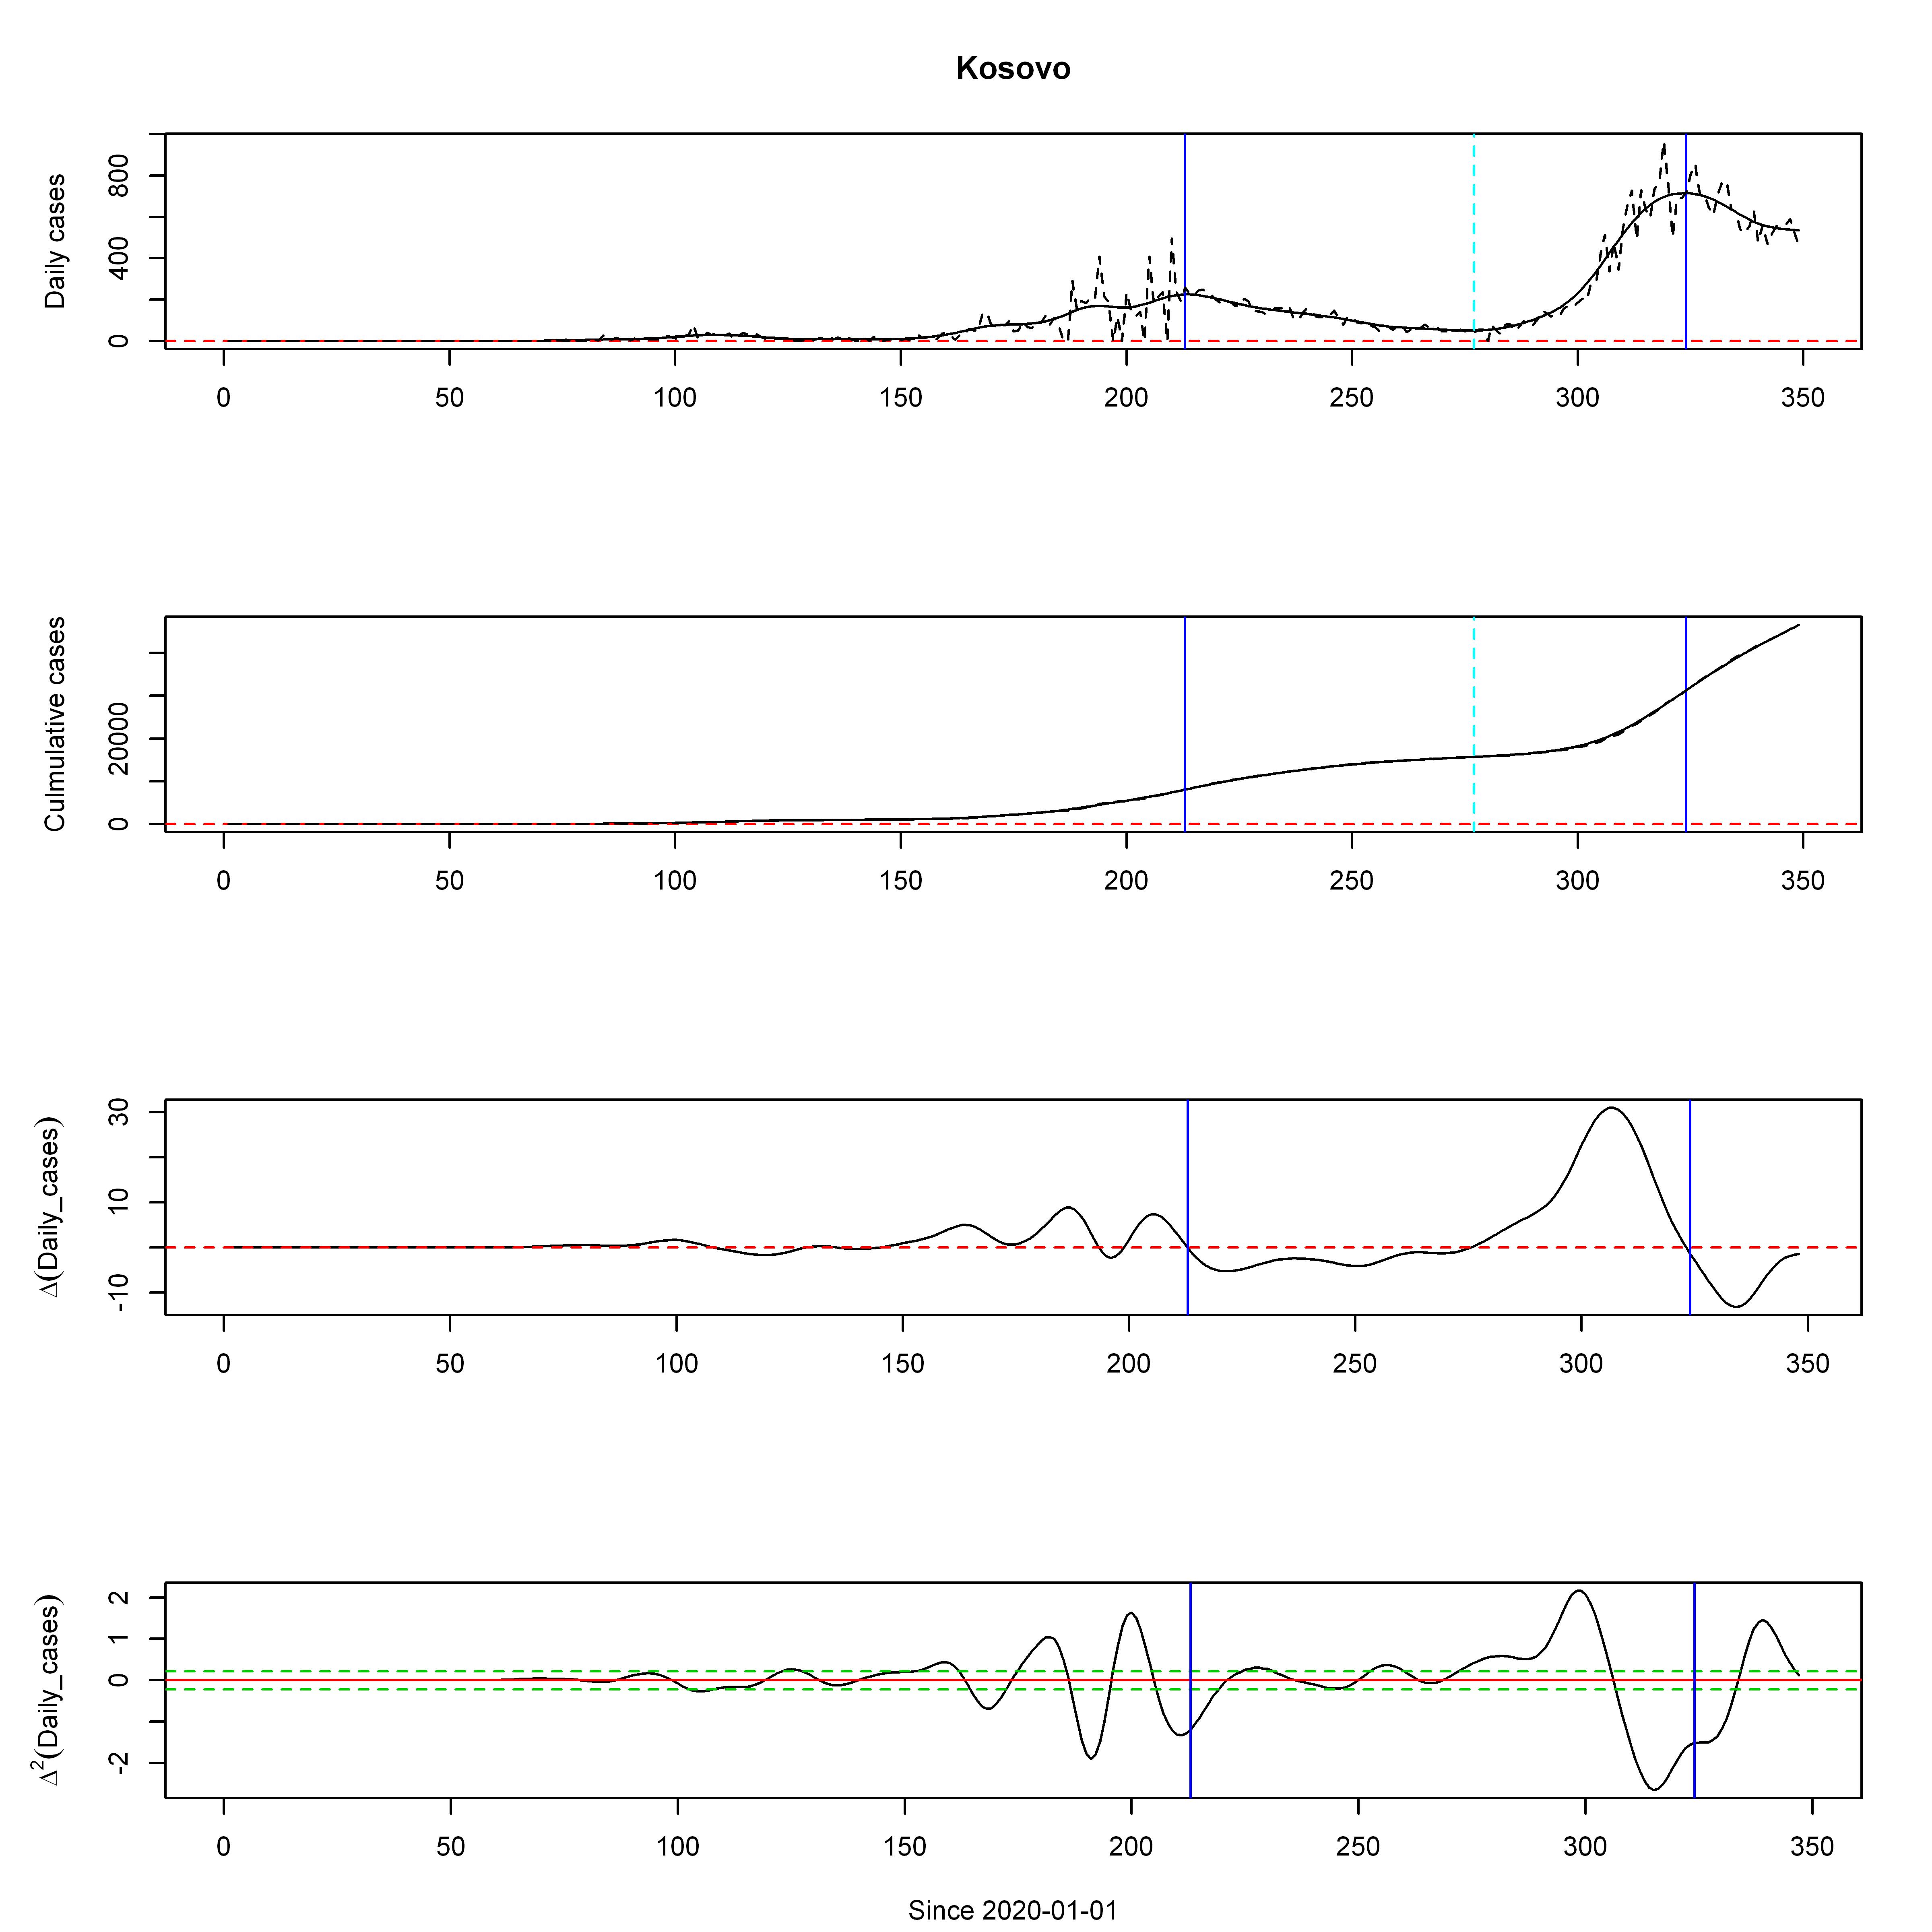 Kosovo
Daily cases
0 400 800
0 50 100 150 200 250 300 350
Culmulative cases
0 20000
0 50 100 150 200 250 300 350
Δ(Daily_cases)
-10 10 30
0 50 100 150 200 250 300 350
Δ²(Daily_cases)
-2 0 1 2
0 50 100 150 200 250 300 350
Since 2020-01-01